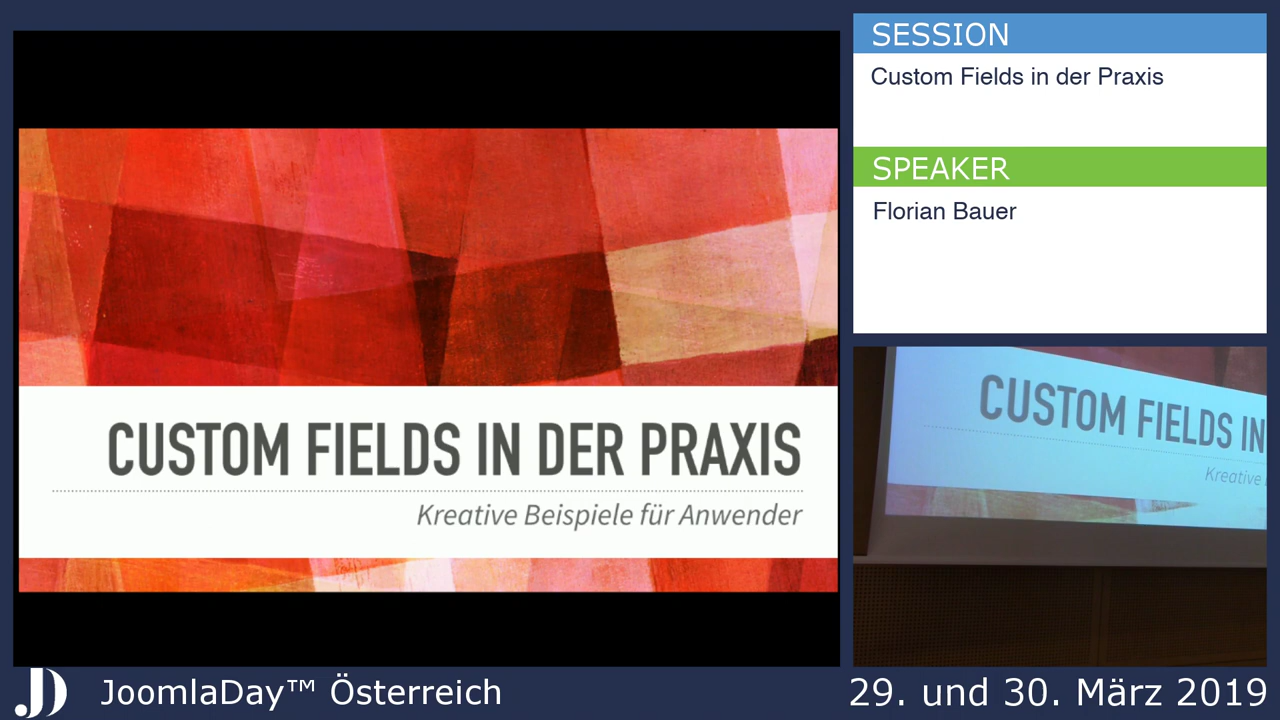 SESSION
Custom Fields in der Praxis
SPEAKER
Florian Bauer
CUSTOM FIELDS IN DER PRAXIS
Kreative Beispiele für Anwender
CUSTOM FIELDS IN
Kreative
JoomlaDay™ Österreich
29. und 30. März 2019